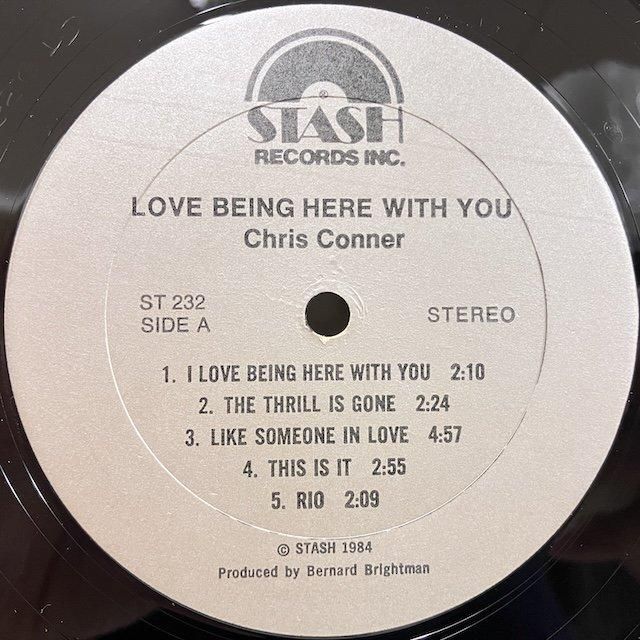 STASH
RECORDS INC.
LOVE BEING HERE WITH YOU
Chris Conner
ST 232
SIDE A
STEREO
1. I LOVE BEING HERE WITH YOU 2:10
2. THE THRILL IS GONE 2:24
3. LIKE SOMEONE IN LOVE 4:57
4. THIS IS IT 2:55
5. RIO 2:09
© STASH 1984
Produced by Bernard Brightman